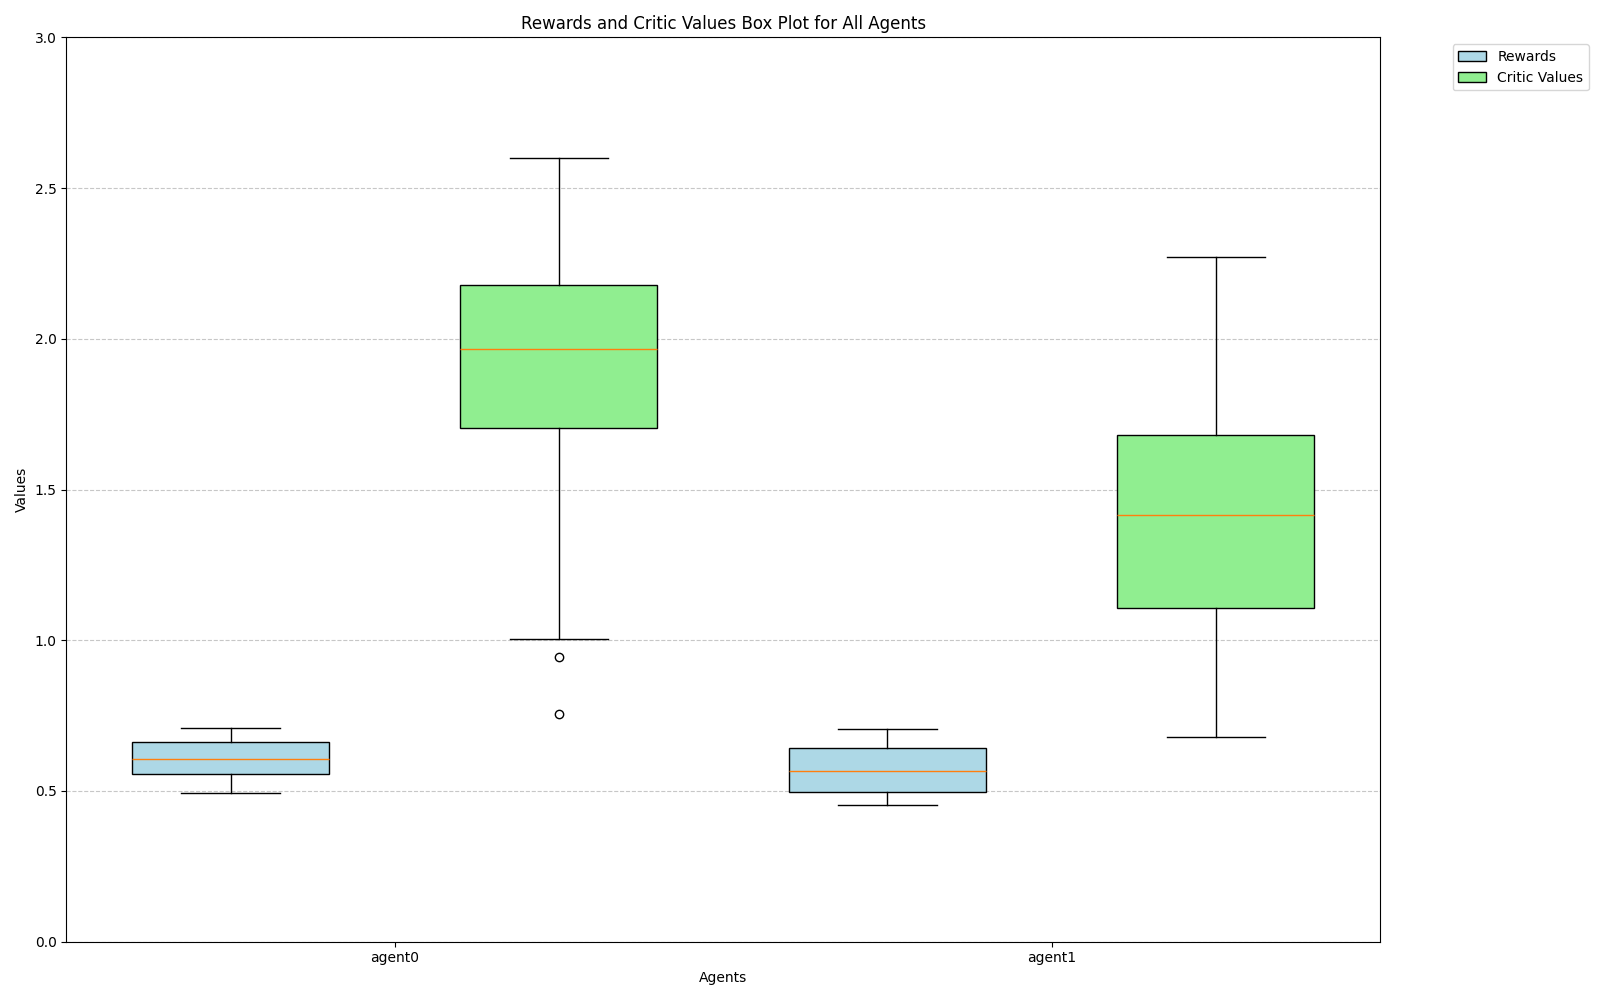 Rewards and Critic Values Box Plot for All Agents
Rewards
Critic Values
Values
3.0
2.5
2.0
1.5
1.0
0.5
0.0
agent0
agent1
Agents